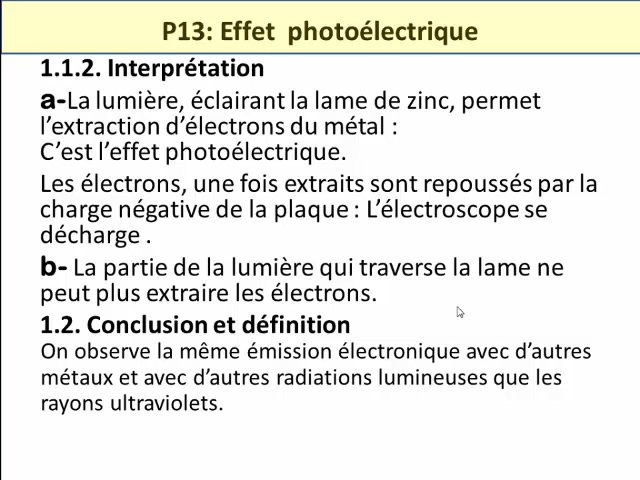 P13: Effet photoélectrique
1.1.2. Interprétation
a-La lumière, éclairant la lame de zinc, permet
l’extraction d’électrons du métal :
C’est l’effet photoélectrique.
Les électrons, une fois extraits sont repoussés par la
charge négative de la plaque : L’électroscope se
décharge .
b- La partie de la lumière qui traverse la lame ne
peut plus extraire les électrons.
1.2. Conclusion et définition
On observe la même émission électronique avec d’autres
métaux et avec d’autres radiations lumineuses que les
rayons ultraviolets.